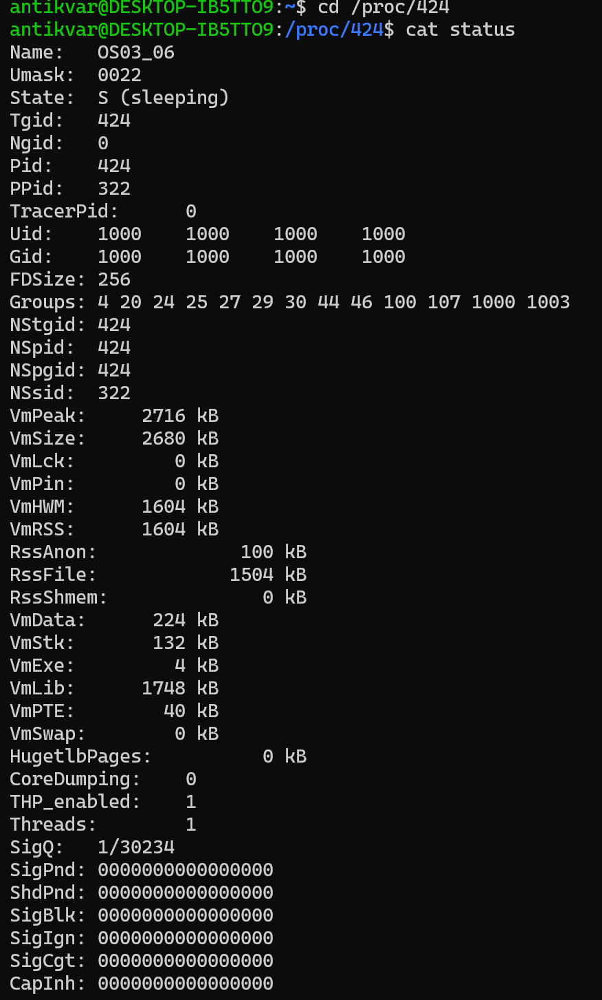 antikvar@DESKTOP-IB5TTO9:~$ cd /proc/424
antikvar@DESKTOP-IB5TTO9:/proc/424$ cat status
Name:   OS03_06
Umask:  0022
State:  S (sleeping)
Tgid:   424
Ngid:   0
Pid:    424
PPid:   322
TracerPid:      0
Uid:    1000    1000    1000    1000
Gid:    1000    1000    1000    1000
FDSize: 256
Groups: 4 20 24 25 27 29 30 44 46 100 107 1000 1003
NStgid: 424
NSpid:  424
NSpgid: 424
NSsid:  322
VmPeak:     2716 kB
VmSize:     2680 kB
VmLck:         0 kB
VmPin:         0 kB
VmHWM:      1604 kB
VmRSS:      1604 kB
RssAnon:             100 kB
RssFile:            1504 kB
RssShmem:              0 kB
VmData:      224 kB
VmStk:       132 kB
VmExe:         4 kB
VmLib:      1748 kB
VmPTE:        40 kB
VmSwap:        0 kB
HugetlbPages:          0 kB
CoreDumping:    0
THP_enabled:    1
Threads:        1
SigQ:   1/30234
SigPnd: 0000000000000000
ShdPnd: 0000000000000000
SigBlk: 0000000000000000
SigIgn: 0000000000000000
SigCgt: 0000000000000000
CapInh: 0000000000000000